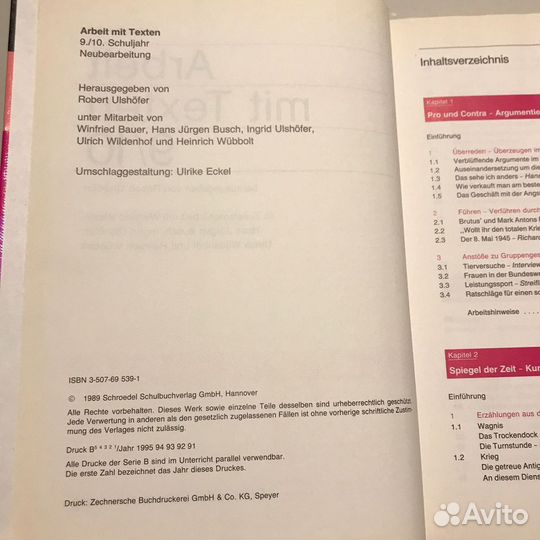 Arbeit mit Texten
9./10. Schuljahr
Neubearbeitung
Herausgegeben von
Robert Ulshöfer
unter Mitarbeit von
Winfried Bauer, Hans Jürgen Busch, Ingrid Ulshöfer,
Ulrich Wildenhof und Heinrich Wübbolt
Umschlaggestaltung: Ulrike Eckel
ISBN 3-507-69 539-1
© 1989 Schroedel Schulbuchverlag GmbH, Hannover
Alle Rechte vorbehalten. Dieses Werk sowie einzelne Teile desselben sind urheberrechtlich geschützt.
Jede Verwertung in anderen als den gesetzlich zugelassenen Fällen ist ohne vorherige schriftliche Zustim-
mung des Verlages nicht zulässig.
Druck B 5 4 3 2 1/Jahr 1995 94 93 92 91
Alle Drucke der Serie B sind im Unterricht parallel verwendbar.
Die erste Zahl bezeichnet das Jahr dieses Druckes.
Druck: Zechnersche Buchdruckerei GmbH & Co. KG, Speyer
Inhaltsverzeichnis
Kapitel 1
Pro und Contra – Argumentie
Einführung
1 Überreden – Überzeugen im
1.1 Verblüffende Argumente im
1.2 Auseinandersetzung um die
1.3 Das sehe ich anders – Hans
1.4 Wie verkauft man am beste
1.5 Das Geschäft mit der Angs
2 Führen – Verführen durch
2.1 Brutus' und Mark Antons
2.2 „Wollt ihr den totalen Krie
2.3 Der 8. Mai 1945 – Richard
3 Anstöße zu Gruppenges
3.1 Tierversuche – Interview
3.2 Frauen in der Bundeswe
3.3 Leistungssport – Streifl
3.4 Ratschläge für einen sc
Arbeitshinweise ....
Kapitel 2
Spiegel der Zeit – Kur
Einführung
1 Erzählungen aus d
1.1 Wagnis
Das Trockendock
Die Turnstunde –
1.2 Krieg
Die getreue Antig
An diesem Diens
Avito